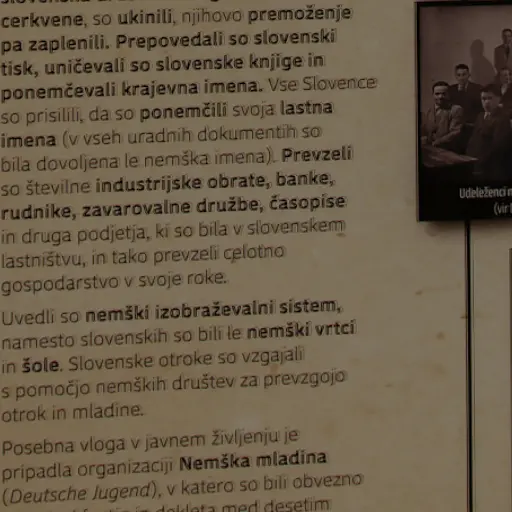 cerkvene, so ukinili, njihovo premoženje
pa zaplenili. Prepovedali so slovenski
tisk, uničevali so slovenske knjige in
ponemčevali krajevna imena. Vse Slovence
so prisilili, da so ponemčili svoja lastna
imena (v vseh uradnih dokumentih so
bila dovoljena le nemška imena). Prevzeli
so številne industrijske obrate, banke,
rudnike, zavarovalne družbe, časopise
in druga podjetja, ki so bila v slovenskem
lastništvu, in tako prevzeli celotno
gospodarstvo v svoje roke.
Uvedli so nemški izobraževalni sistem,
namesto slovenskih so bili le nemški vrtci
in šole. Slovenske otroke so vzgajali
s pomočjo nemških društev za prevzgojo
otrok in mladine.
Posebna vloga v javnem življenju je
pripadla organizaciji Nemška mladina
(Deutsche Jugend), v katero so bili obvezno
dekleta med desetim
Udeleženci
(vir